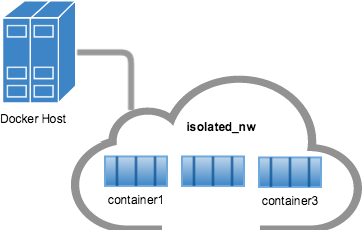 Docker Host
isolated_nw
container1
container3